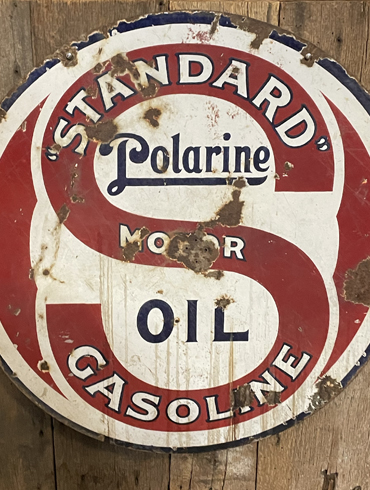 "STANDARD"
Polarine
MOTOR
OIL
GASOLINE